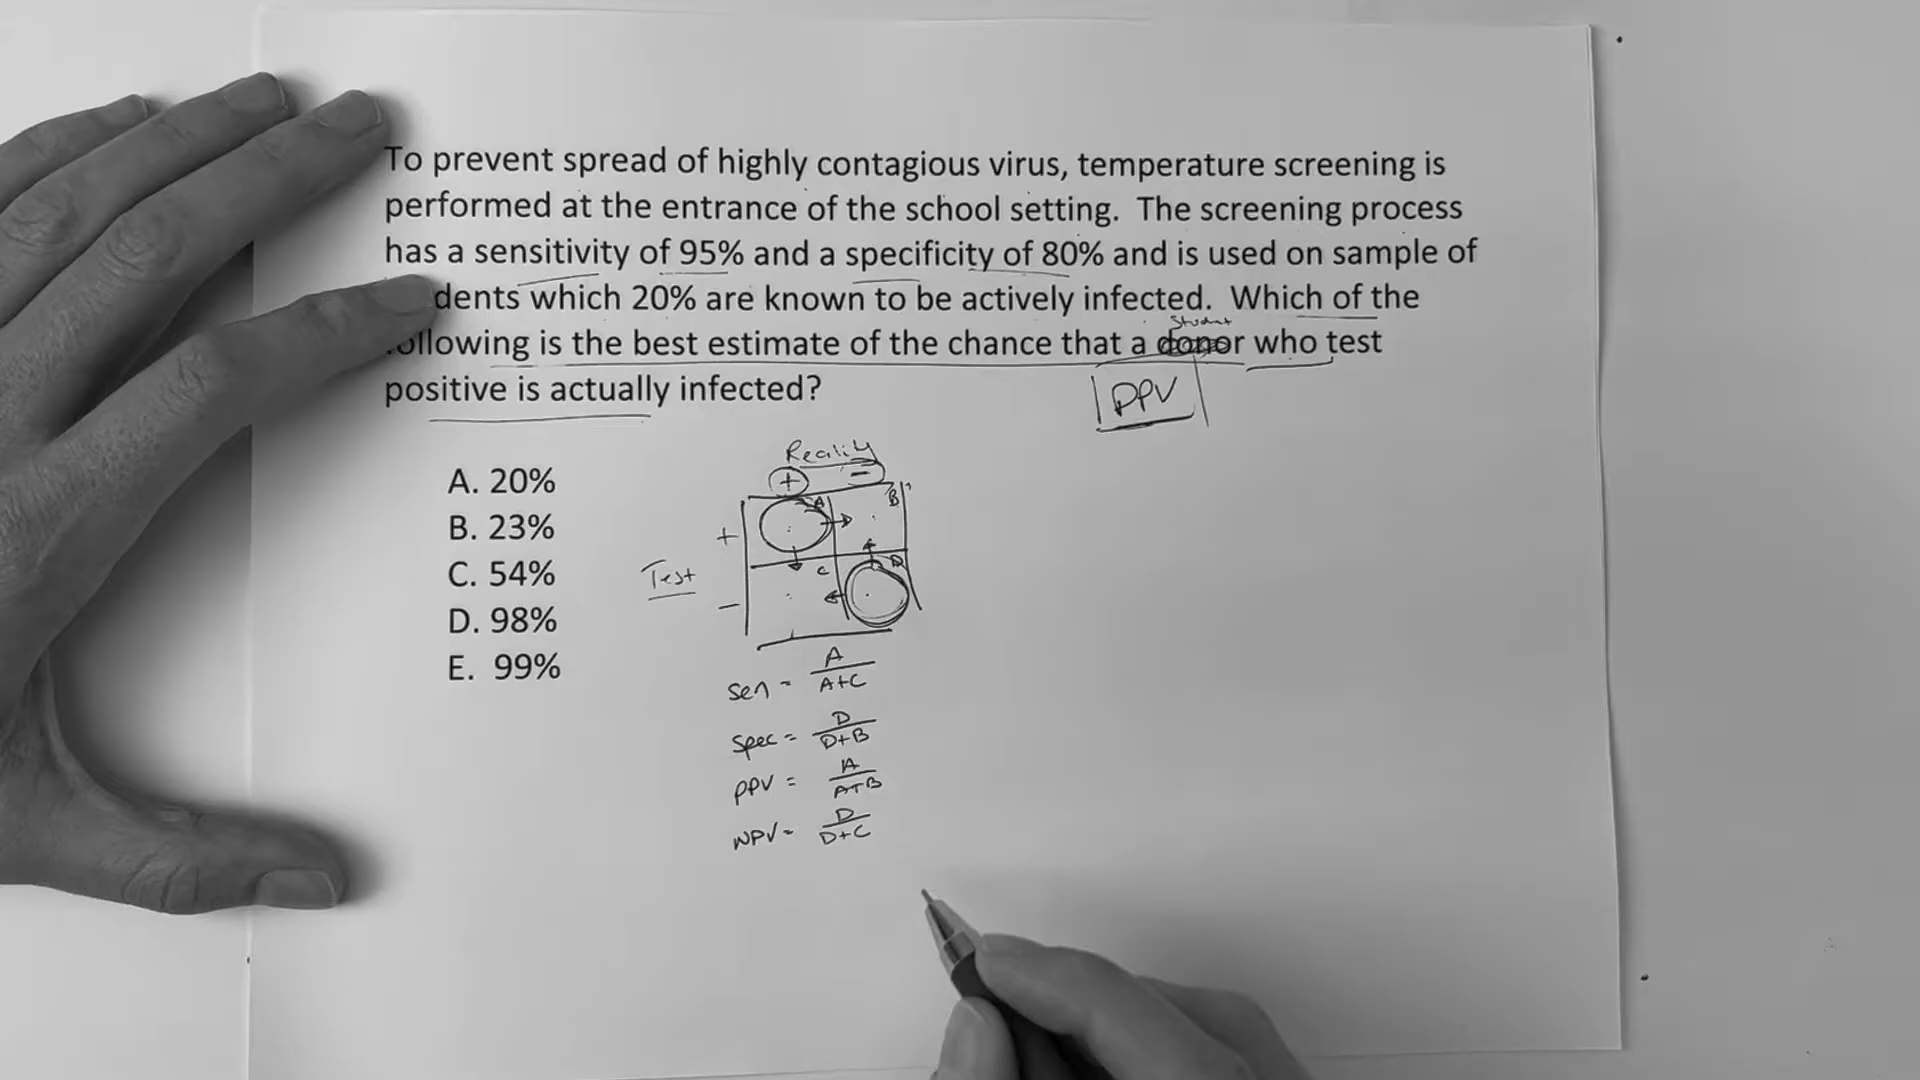 To prevent spread of highly contagious virus, temperature screening is
performed at the entrance of the school setting. The screening process
has a sensitivity of 95% and a specificity of 80% and is used on sample of
dents which 20% are known to be actively infected. Which of the
student
ollowing is the best estimate of the chance that a donor who test
positive is actually infected?
PPV
Reality
A. 20%
+ −
A B
B. 23%
+
C. 54%
Test
C D
−
D. 98%
E. 99%
Sen = A
A+C
Spec = D
D+B
PPV = A
A+B
NPV = D
D+C